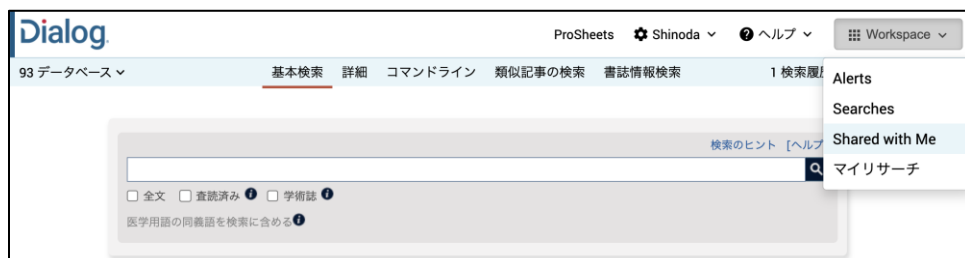 Dialog
ProSheets Shinoda ヘルプ Workspace
93 データベース 基本検索 詳細 コマンドライン 類似記事の検索 書誌情報検索 1 検索履
Alerts
Searches
Shared with Me
マイリサーチ
検索のヒント [ヘルプ
全文 査読済み 学術誌
医学用語の同義語を検索に含める